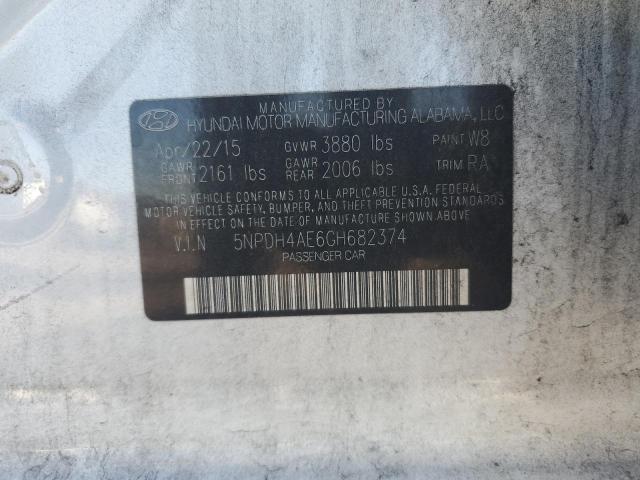 MANUFACTURED BY
HYUNDAI MOTOR MANUFACTURING ALABAMA, LLC
Apr/22/15 GVWR 3880 lbs PAINT W8
GAWR FRONT 2161 lbs GAWR REAR 2006 lbs TRIM RA
THIS VEHICLE CONFORMS TO ALL APPLICABLE U.S.A. FEDERAL
MOTOR VEHICLE SAFETY, BUMPER, AND THEFT PREVENTION STANDARDS
IN EFFECT ON THE DATE OF MANUFACTURE SHOWN ABOVE
V.I.N 5NPDH4AE6GH682374
PASSENGER CAR